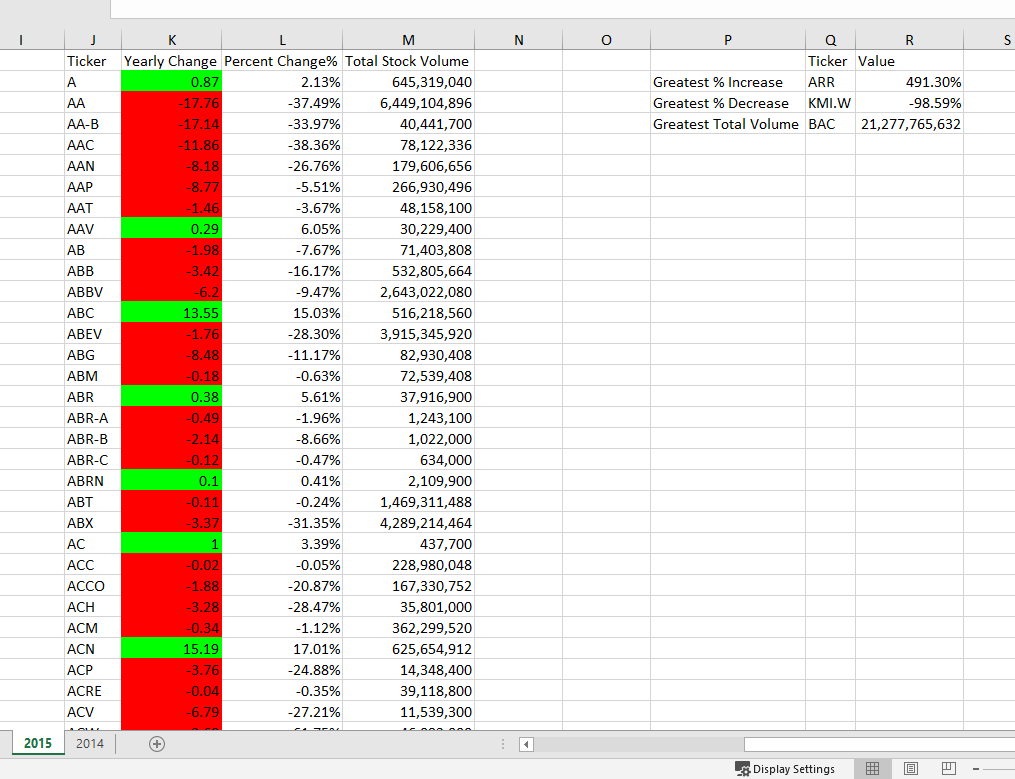 I J K L M N O P Q R S
Ticker Yearly Change Percent Change% Total Stock Volume Ticker Value
A 0.87 2.13% 645,319,040 Greatest % Increase ARR 491.30%
AA -17.76 -37.49% 6,449,104,896 Greatest % Decrease KMI.W -98.59%
AA-B -17.14 -33.97% 40,441,700 Greatest Total Volume BAC 21,277,765,632
AAC -11.86 -38.36% 78,122,336
AAN -8.18 -26.76% 179,606,656
AAP -8.77 -5.51% 266,930,496
AAT -1.46 -3.67% 48,158,100
AAV 0.29 6.05% 30,229,400
AB -1.98 -7.67% 71,403,808
ABB -3.42 -16.17% 532,805,664
ABBV -6.2 -9.47% 2,643,022,080
ABC 13.55 15.03% 516,218,560
ABEV -1.76 -28.30% 3,915,345,920
ABG -8.48 -11.17% 82,930,408
ABM -0.18 -0.63% 72,539,408
ABR 0.38 5.61% 37,916,900
ABR-A -0.49 -1.96% 1,243,100
ABR-B -2.14 -8.66% 1,022,000
ABR-C -0.12 -0.47% 634,000
ABRN 0.1 0.41% 2,109,900
ABT -0.11 -0.24% 1,469,311,488
ABX -3.37 -31.35% 4,289,214,464
AC 1 3.39% 437,700
ACC -0.02 -0.05% 228,980,048
ACCO -1.88 -20.87% 167,330,752
ACH -3.28 -28.47% 35,801,000
ACM -0.34 -1.12% 362,299,520
ACN 15.19 17.01% 625,654,912
ACP -3.76 -24.88% 14,348,400
ACRE -0.04 -0.35% 39,118,800
ACV -6.79 -27.21% 11,539,300
2015 2014
Display Settings